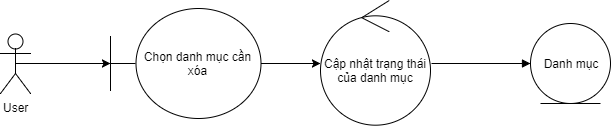 Chọn danh mục cần
xóa
Cập nhật trạng thái
của danh mục
Danh mục
User